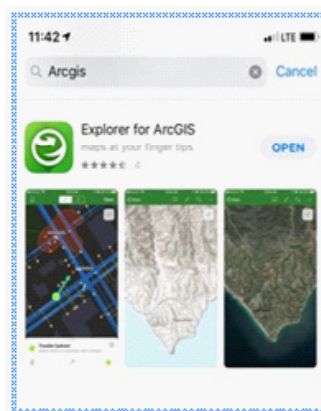 11:42
LTE
Arcgis
Cancel
Explorer for ArcGIS
maps at your finger tips
OPEN
4